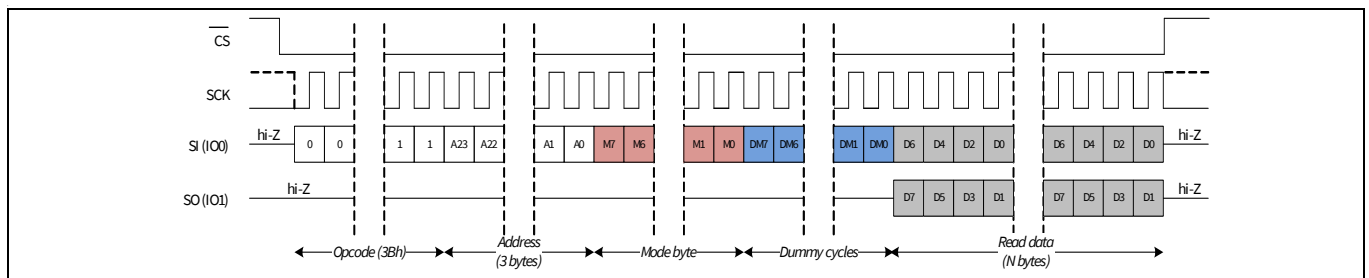 CS
SCK
hi-Z
SI (IO0) 0 0 1 1 A23 A22 A1 A0 M7 M6 M1 M0 DM7 DM6 DM1 DM0 D6 D4 D2 D0 D6 D4 D2 D0 hi-Z
hi-Z
SO (IO1) D7 D5 D3 D1 D7 D5 D3 D1 hi-Z
Opcode (3Bh) Address (3 bytes) Mode byte Dummy cycles Read data (N bytes)